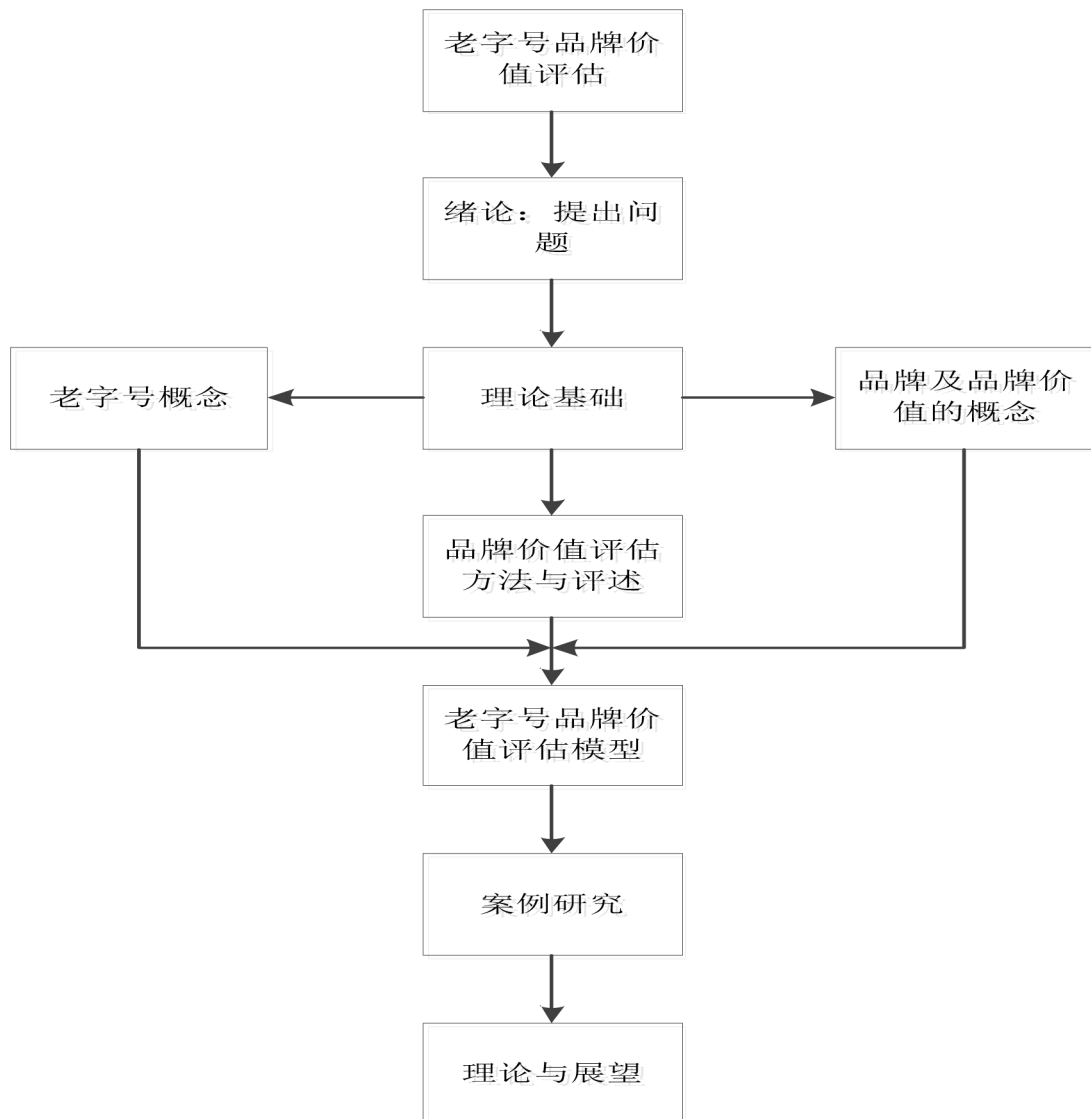 老字号品牌价
值评估
绪论：提出问
题
老字号概念
理论基础
品牌及品牌价
值的概念
品牌价值评估
方法与评述
老字号品牌价
值评估模型
案例研究
理论与展望